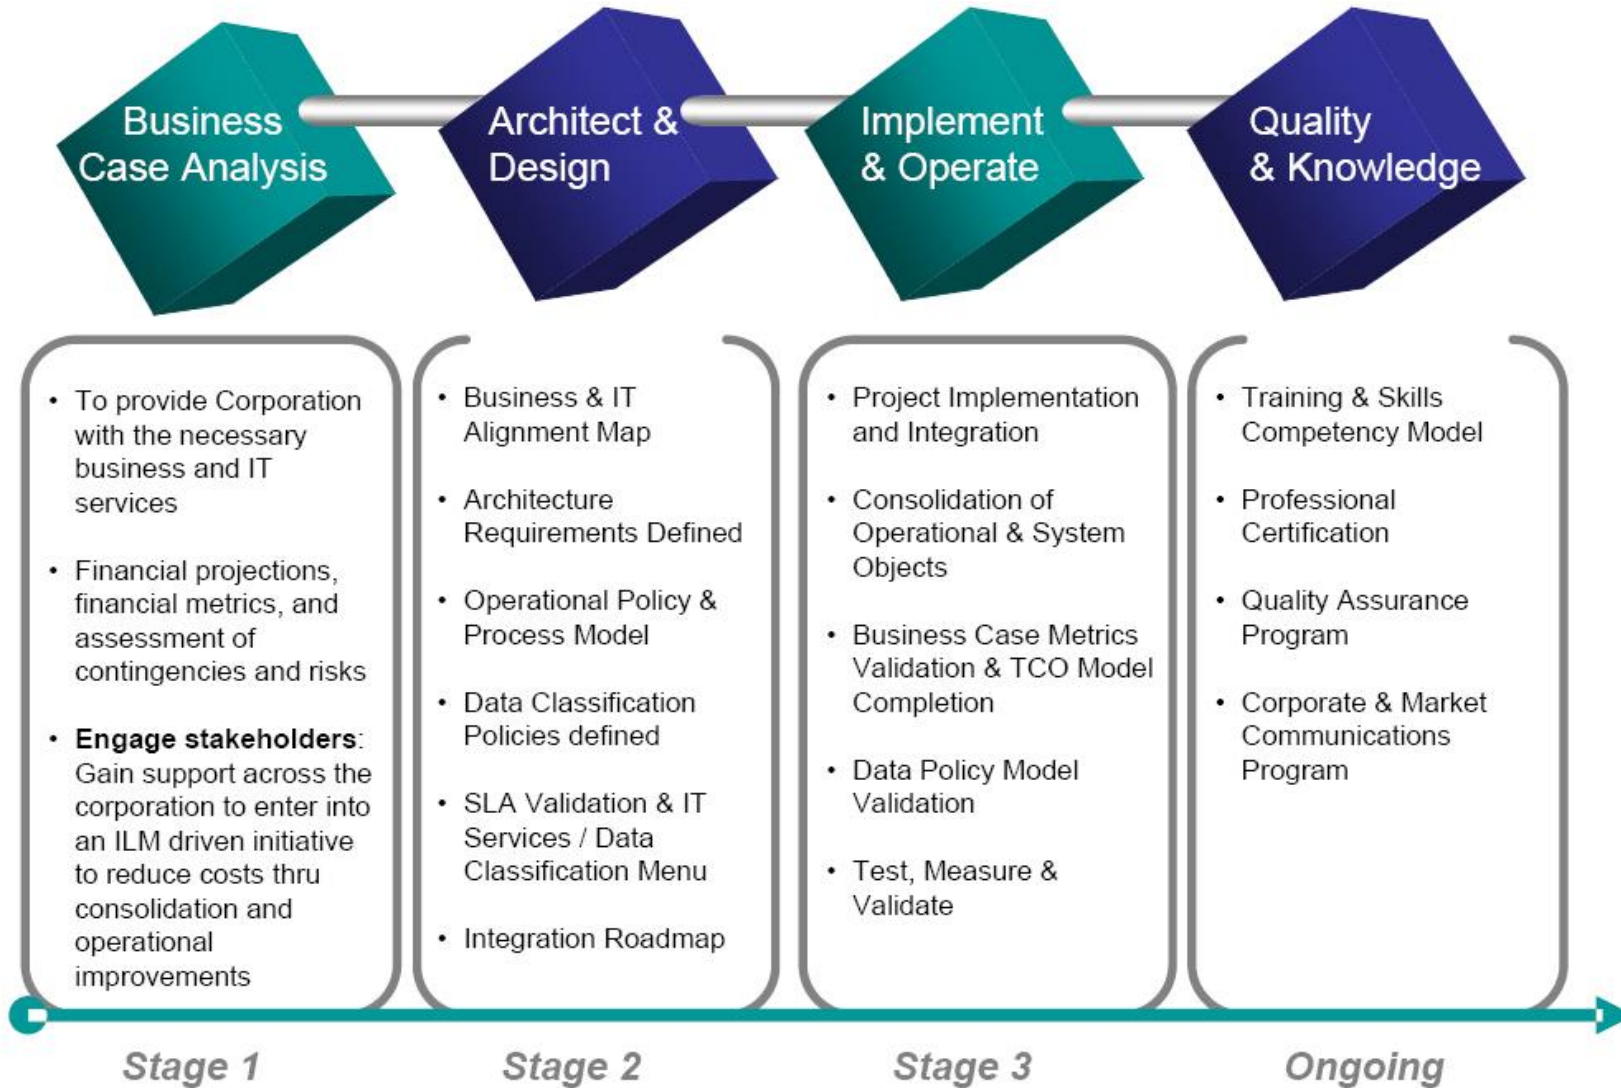 Business
Case Analysis
Architect &
Design
Implement
& Operate
Quality
& Knowledge
• To provide Corporation
with the necessary
business and IT
services
• Financial projections,
financial metrics, and
assessment of
contingencies and risks
• Engage stakeholders:
Gain support across the
corporation to enter into
an ILM driven initiative
to reduce costs thru
consolidation and
operational
improvements
• Business & IT
Alignment Map
• Architecture
Requirements Defined
• Operational Policy &
Process Model
• Data Classification
Policies defined
• SLA Validation & IT
Services / Data
Classification Menu
• Integration Roadmap
• Project Implementation
and Integration
• Consolidation of
Operational & System
Objects
• Business Case Metrics
Validation & TCO Model
Completion
• Data Policy Model
Validation
• Test, Measure &
Validate
• Training & Skills
Competency Model
• Professional
Certification
• Quality Assurance
Program
• Corporate & Market
Communications
Program
Stage 1
Stage 2
Stage 3
Ongoing